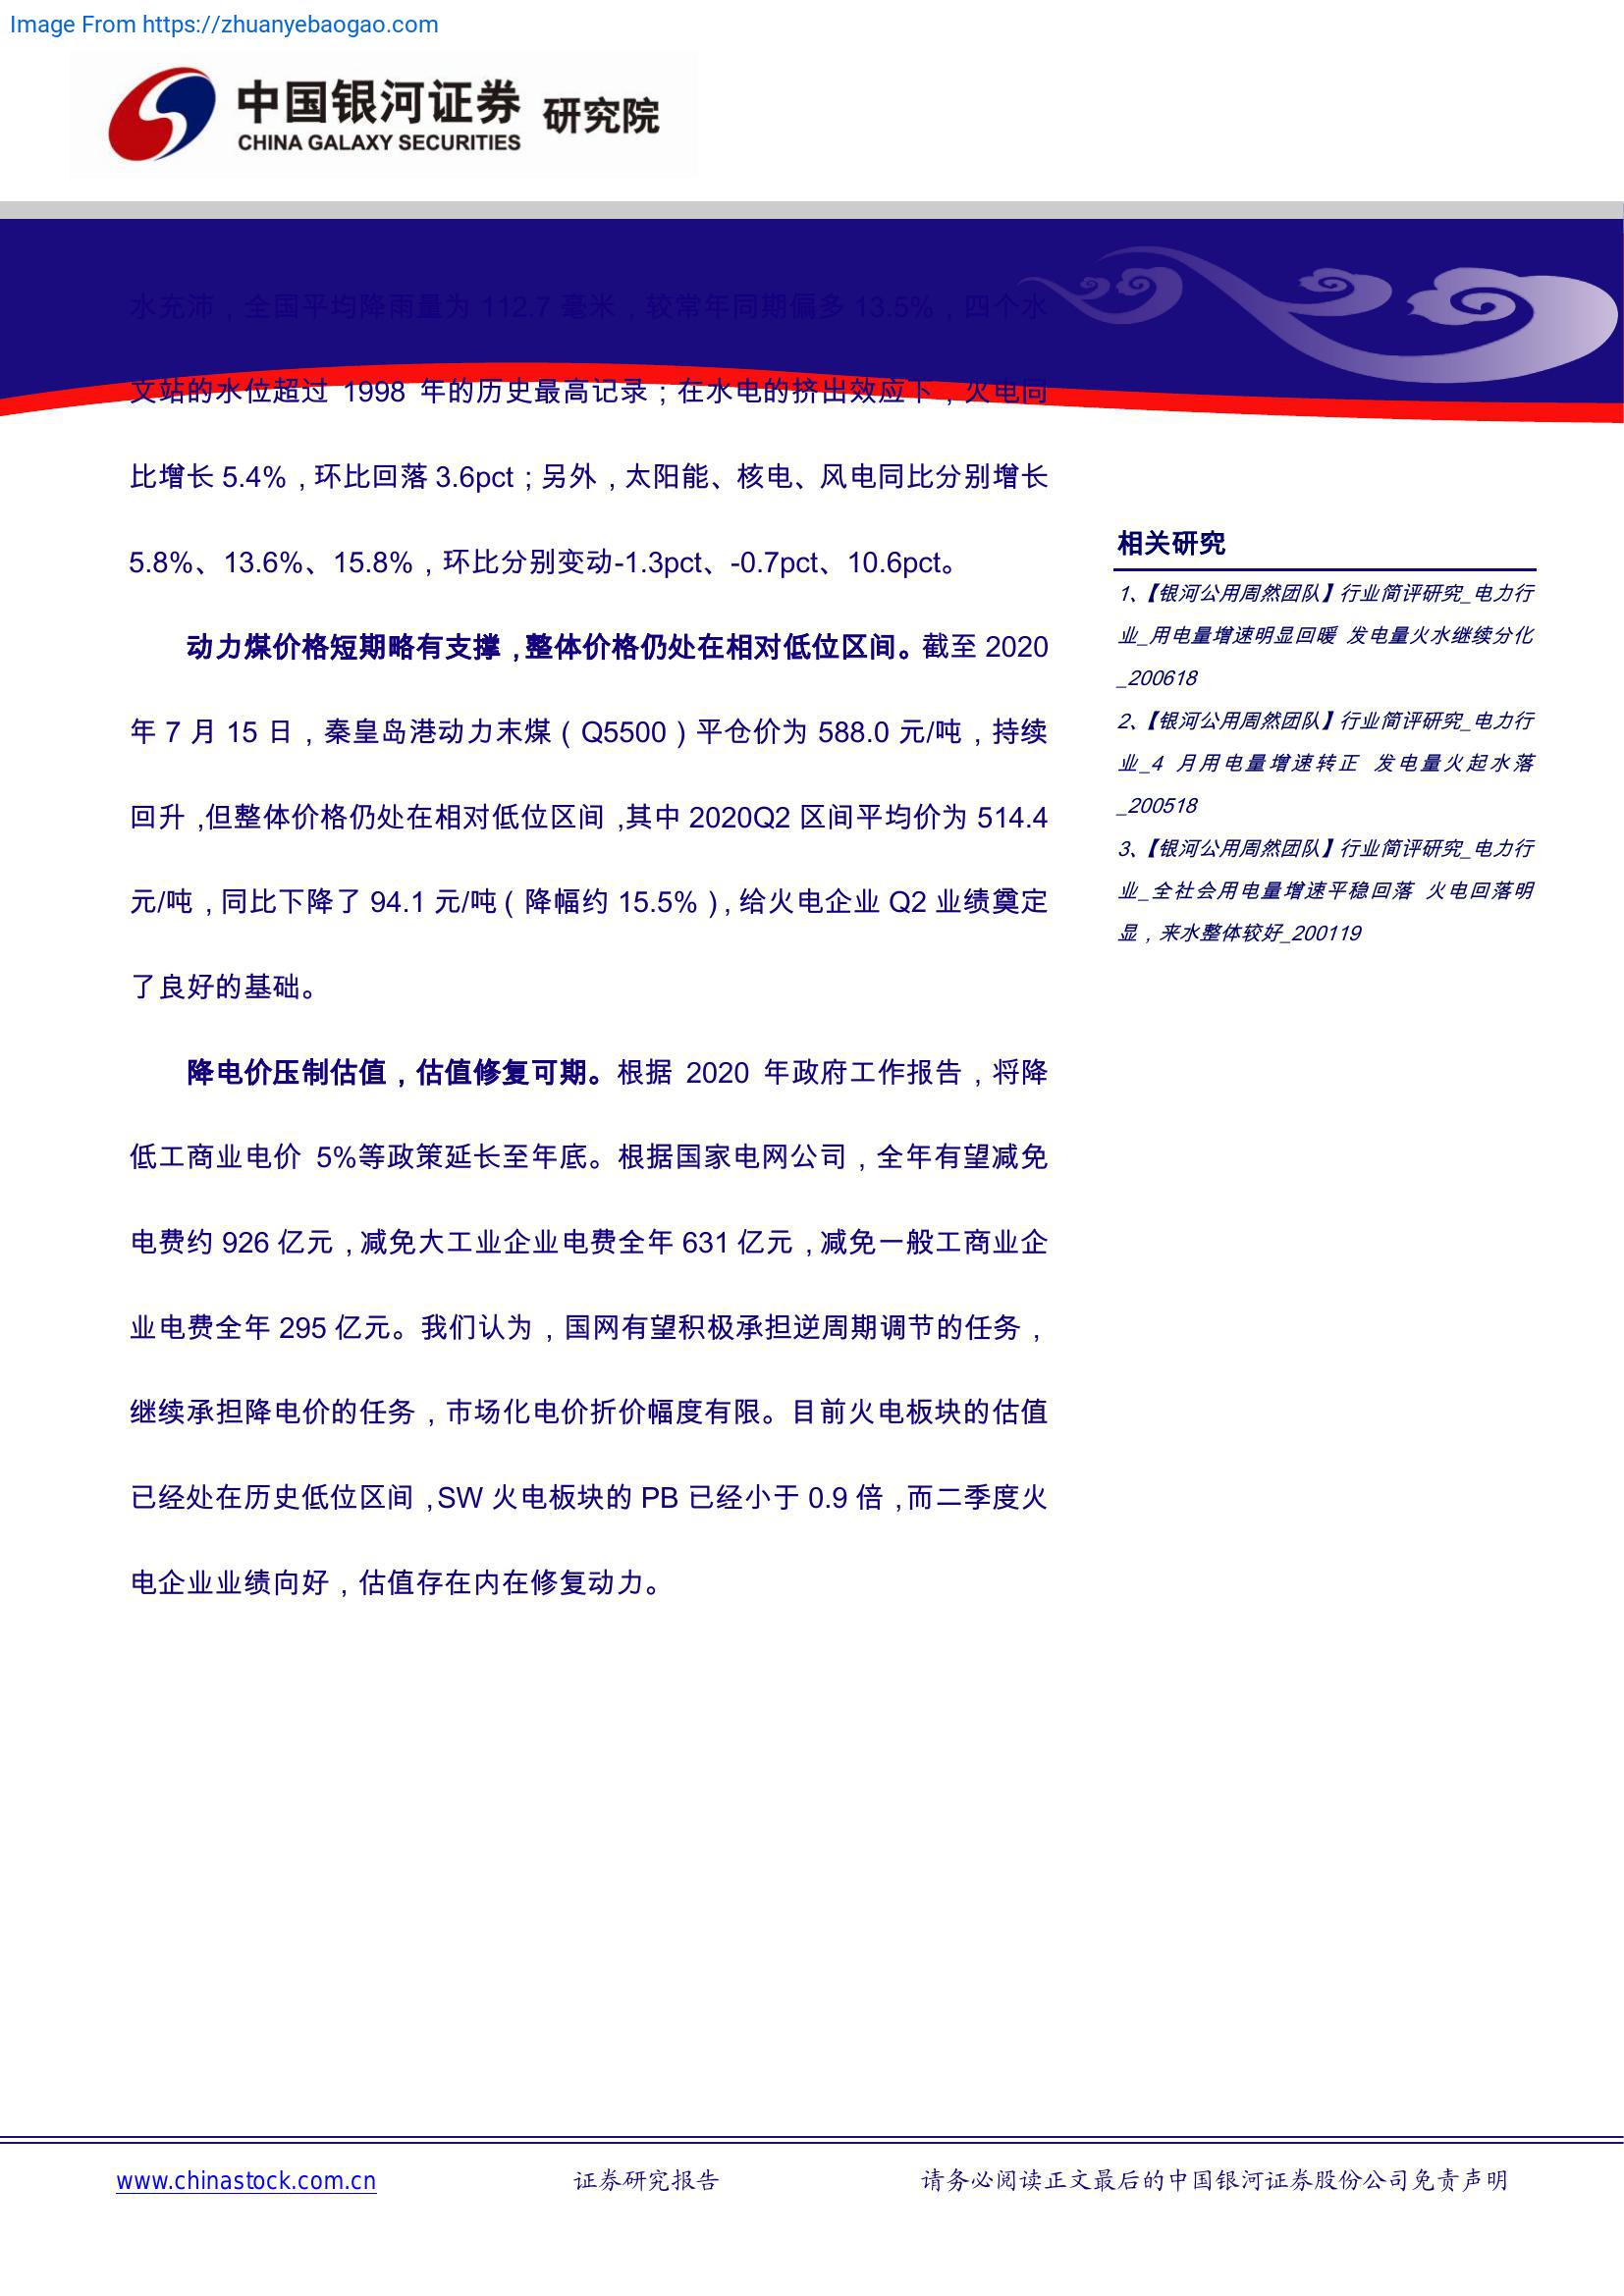 Image From https://zhuanyebaogao.com
中国银河证券 研究院
CHINA GALAXY SECURITIES
水充沛，全国平均降雨量为 112.7 毫米，较常年同期偏多 13.5%，四个水
文站的水位超过 1998 年的历史最高记录；在水电的挤出效应下，火电同
比增长 5.4%，环比回落 3.6pct；另外，太阳能、核电、风电同比分别增长
5.8%、13.6%、15.8%，环比分别变动-1.3pct、-0.7pct、10.6pct。
动力煤价格短期略有支撑，整体价格仍处在相对低位区间。截至 2020
年 7 月 15 日，秦皇岛港动力末煤（Q5500）平仓价为 588.0 元/吨，持续
回升，但整体价格仍处在相对低位区间，其中 2020Q2 区间平均价为 514.4
元/吨，同比下降了 94.1 元/吨（降幅约 15.5%），给火电企业 Q2 业绩奠定
了良好的基础。
降电价压制估值，估值修复可期。根据 2020 年政府工作报告，将降
低工商业电价 5%等政策延长至年底。根据国家电网公司，全年有望减免
电费约 926 亿元，减免大工业企业电费全年 631 亿元，减免一般工商业企
业电费全年 295 亿元。我们认为，国网有望积极承担逆周期调节的任务，
继续承担降电价的任务，市场化电价折价幅度有限。目前火电板块的估值
已经处在历史低位区间，SW 火电板块的 PB 已经小于 0.9 倍，而二季度火
电企业业绩向好，估值存在内在修复动力。
相关研究
1、【银河公用周然团队】行业简评研究_电力行
业_用电量增速明显回暖 发电量火水继续分化
_200618
2、【银河公用周然团队】行业简评研究_电力行
业_4 月用电量增速转正 发电量火起水落
_200518
3、【银河公用周然团队】行业简评研究_电力行
业_全社会用电量增速平稳回落 火电回落明
显，来水整体较好_200119
www.chinastock.com.cn 证券研究报告 请务必阅读正文最后的中国银河证券股份公司免责声明